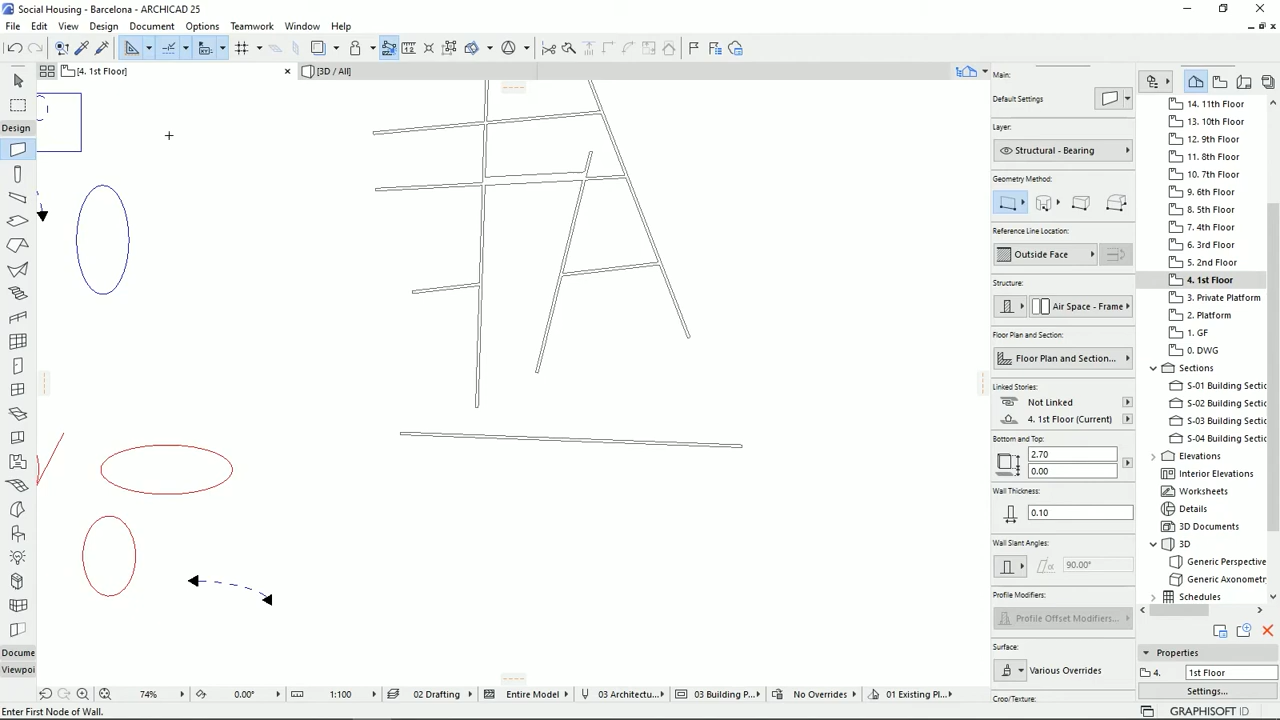 Social Housing - Barcelona - ARCHICAD 25
File Edit View Design Document Options Teamwork Window Help
[4. 1st Floor]
[3D / All]
Design
Docume
Viewpoi
Main:
Default Settings
Layer:
Structural - Bearing
Geometry Method:
Reference Line Location:
Outside Face
Structure:
Air Space - Frame
Floor Plan and Section:
Floor Plan and Section...
Linked Stories:
Not Linked
4. 1st Floor (Current)
Bottom and Top:
2.70
0.00
Wall Thickness:
0.10
Wall Slant Angles:
90.00°
Profile Modifiers:
Profile Offset Modifiers...
Surface:
Various Overrides
Crop/Texture:
14. 11th Floor
13. 10th Floor
12. 9th Floor
11. 8th Floor
10. 7th Floor
9. 6th Floor
8. 5th Floor
7. 4th Floor
6. 3rd Floor
5. 2nd Floor
4. 1st Floor
3. Private Platform
2. Platform
1. GF
0. DWG
Sections
S-01 Building Sectio
S-02 Building Sectio
S-03 Building Sectio
S-04 Building Sectio
Elevations
Interior Elevations
Worksheets
Details
3D Documents
3D
Generic Perspective
Generic Axonometr
Schedules
Properties
4. 1st Floor
Settings...
74% 0.00° 1:100 02 Drafting Entire Model 03 Architectu... 03 Building P... No Overrides 01 Existing Pl...
Enter First Node of Wall.
GRAPHISOFT ID